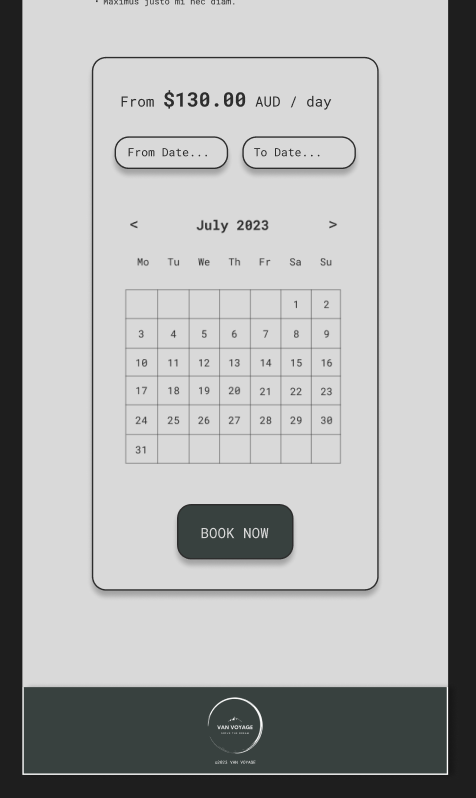 • Maximus justo mi nec diam.
From $130.00 AUD / day
From Date... To Date...
< July 2023 >
Mo Tu We Th Fr Sa Su
1 2
3 4 5 6 7 8 9
10 11 12 13 14 15 16
17 18 19 20 21 22 23
24 25 26 27 28 29 30
31
BOOK NOW
VAN VOYAGE
©2023 VAN VOYAGE